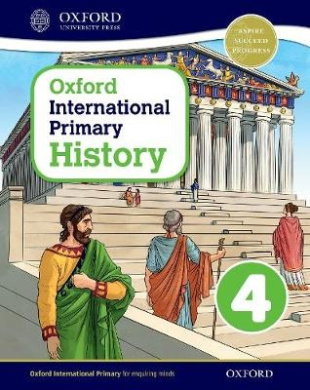 OXFORD
UNIVERSITY PRESS
ASPIRE
SUCCEED
PROGRESS
Oxford
International
Primary
History
4
Oxford International Primary for enquiring minds
OXFORD